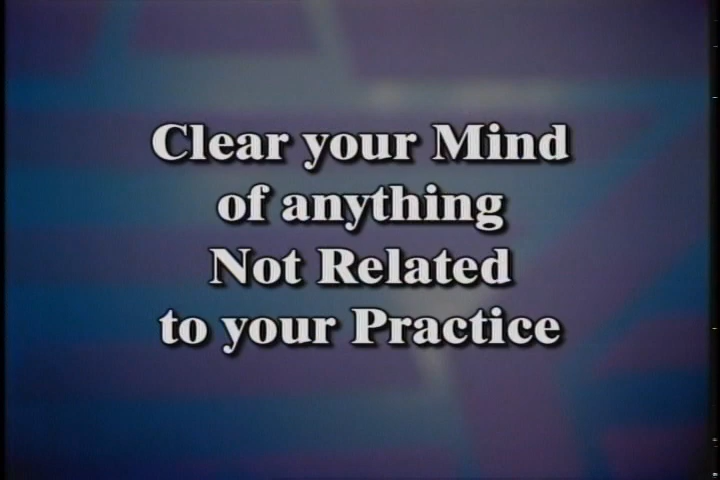 Clear your Mind
of anything
Not Related
to your Practice